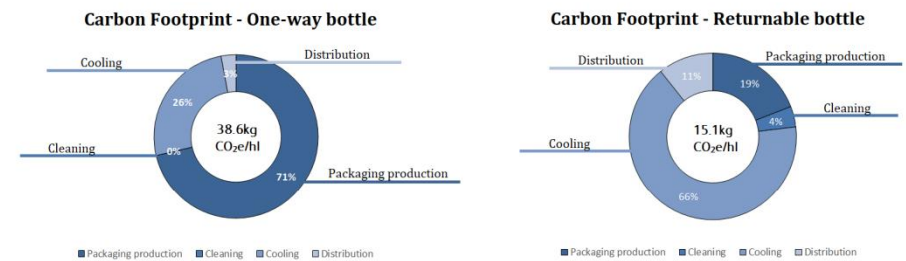 Carbon Footprint - One-way bottle
Cooling
Distribution
3%
26%
38.6kg
CO₂e/hl
Cleaning
0%
71%
Packaging production
Packaging production Cleaning Cooling Distribution
Carbon Footprint - Returnable bottle
Distribution
Packaging production
11%
19%
Cleaning
4%
15.1kg
CO₂e/hl
Cooling
66%
Packaging production Cleaning Cooling Distribution